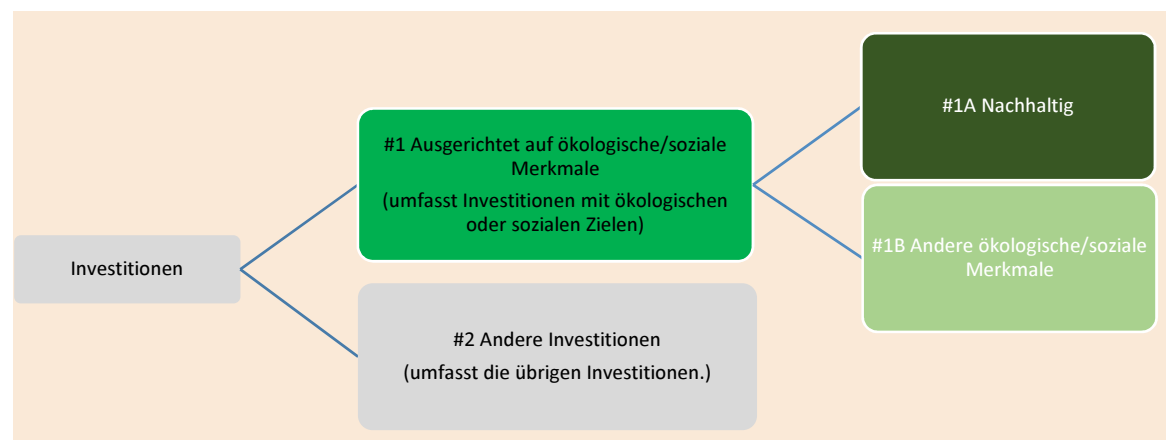 Investitionen
#1 Ausgerichtet auf ökologische/soziale
Merkmale
(umfasst Investitionen mit ökologischen
oder sozialen Zielen)
#2 Andere Investitionen
(umfasst die übrigen Investitionen.)
#1A Nachhaltig
#1B Andere ökologische/soziale
Merkmale